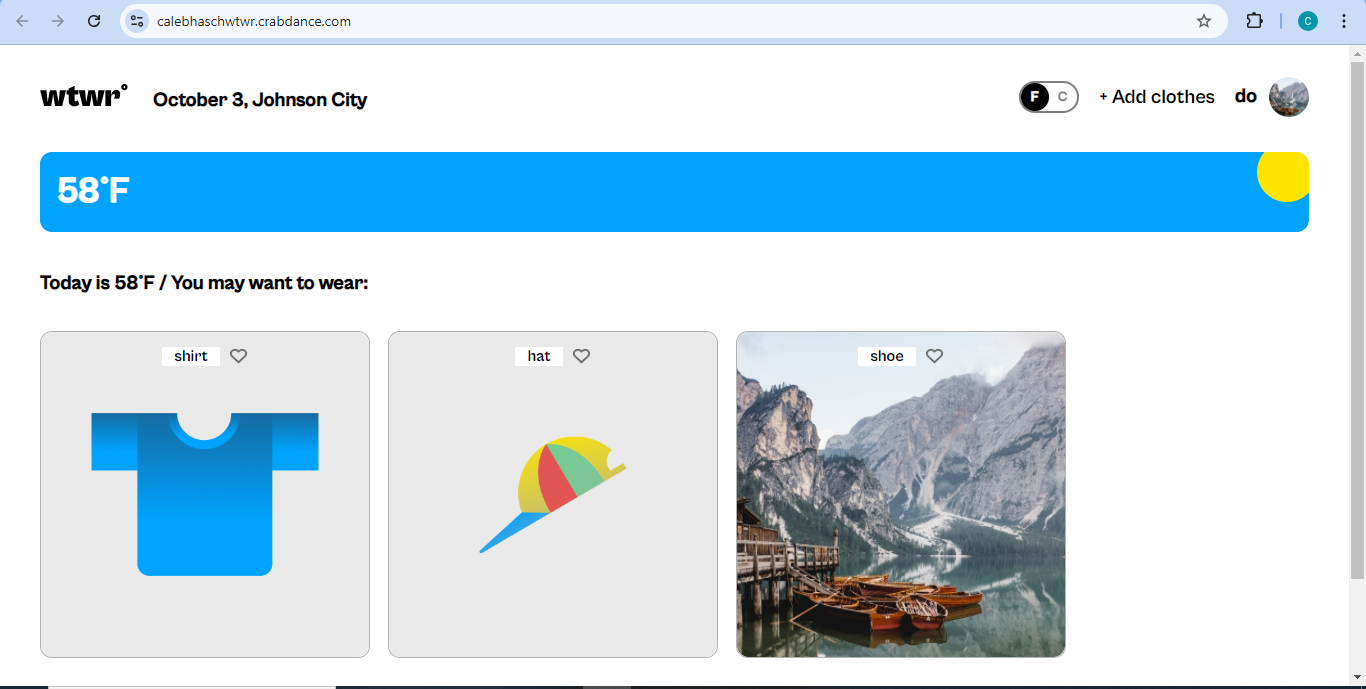 calebhaschwtwr.crabdance.com
C
wtwr°
October 3, Johnson City
F C
+ Add clothes
do
58°F
Today is 58°F / You may want to wear:
shirt
hat
shoe